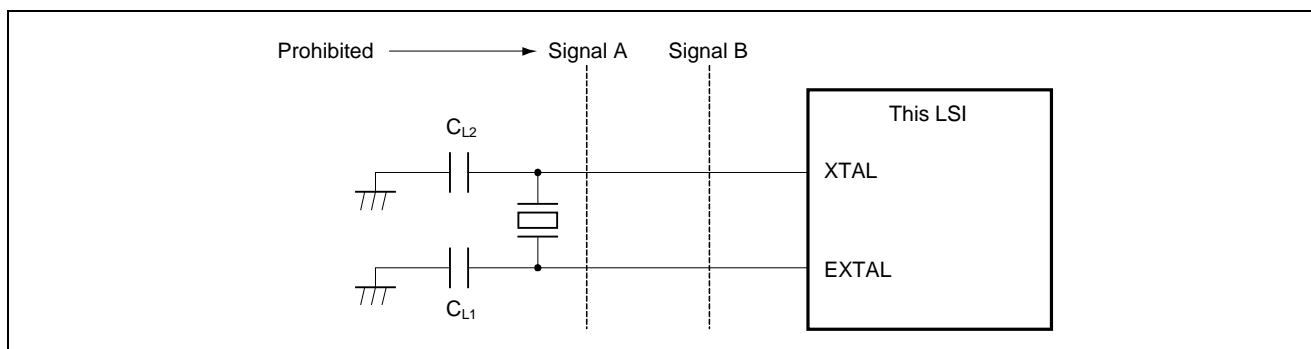 Prohibited Signal A Signal B
This LSI
CL2
XTAL
EXTAL
CL1